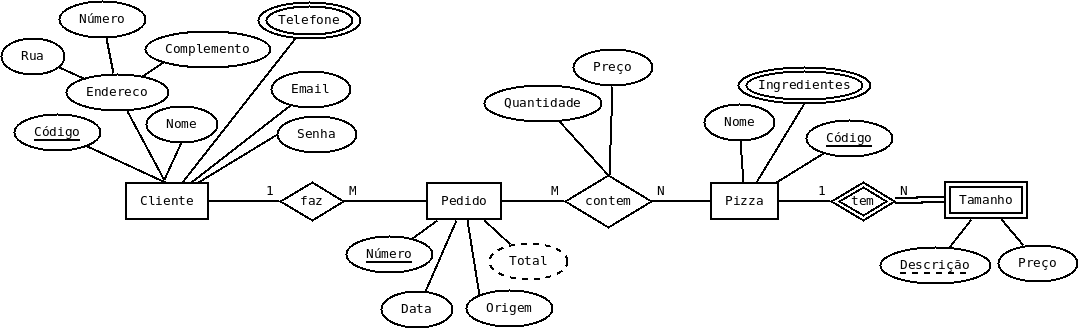 Número
Telefone
Rua
Complemento
Endereco
Email
Código
Nome
Senha
Preço
Quantidade
Ingredientes
Nome
Código
Cliente
1
faz
M
Pedido
M
contem
N
Pizza
1
tem
N
Tamanho
Número
Total
Data
Origem
Descrição
Preço